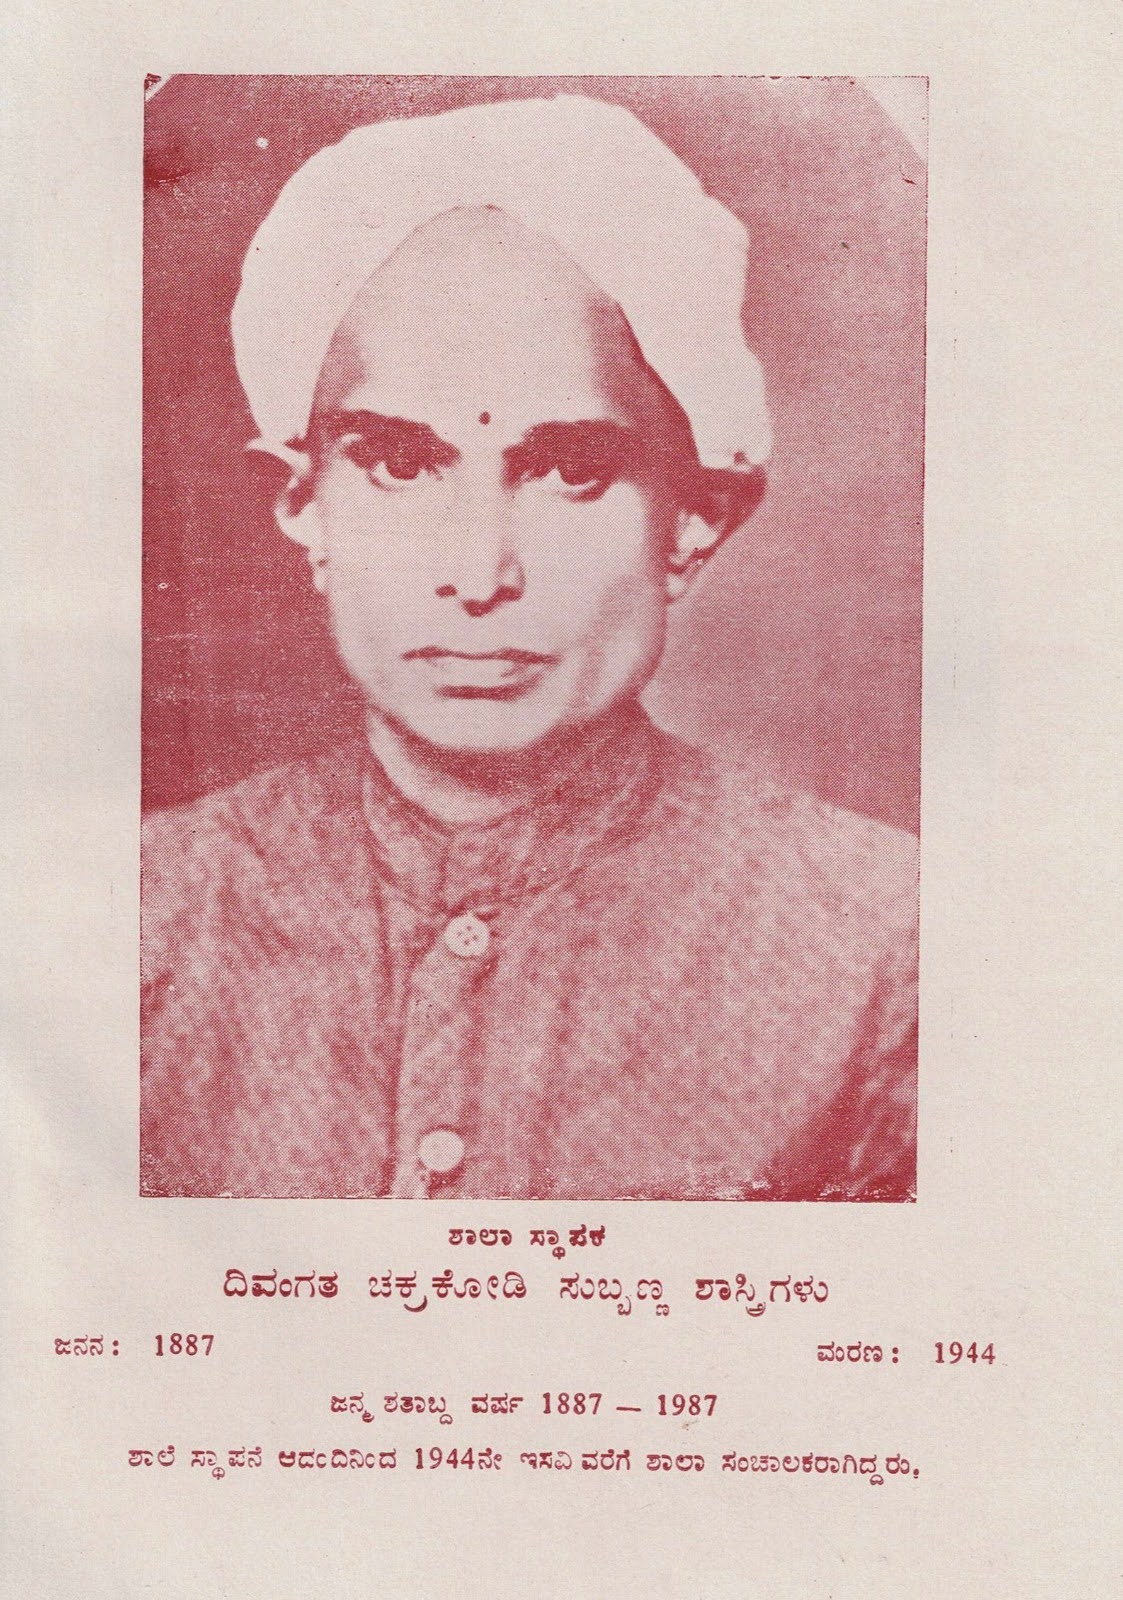 ಶಾಲಾ ಸ್ಥಾಪಕ
ದಿವಂಗತ ಚಕ್ರಕೋಡಿ ಸುಬ್ಬಣ್ಣ ಶಾಸ್ತ್ರಿಗಳು
ಜನನ: 1887 ಮರಣ: 1944
ಜನ್ಮ ಶತಾಬ್ದ ವರ್ಷ 1887 — 1987
ಶಾಲೆ ಸ್ಥಾಪನೆ ಆದಂದಿನಿಂದ 1944ನೇ ಇಸವಿ ವರೆಗೆ ಶಾಲಾ ಸಂಚಾಲಕರಾಗಿದ್ದರು.